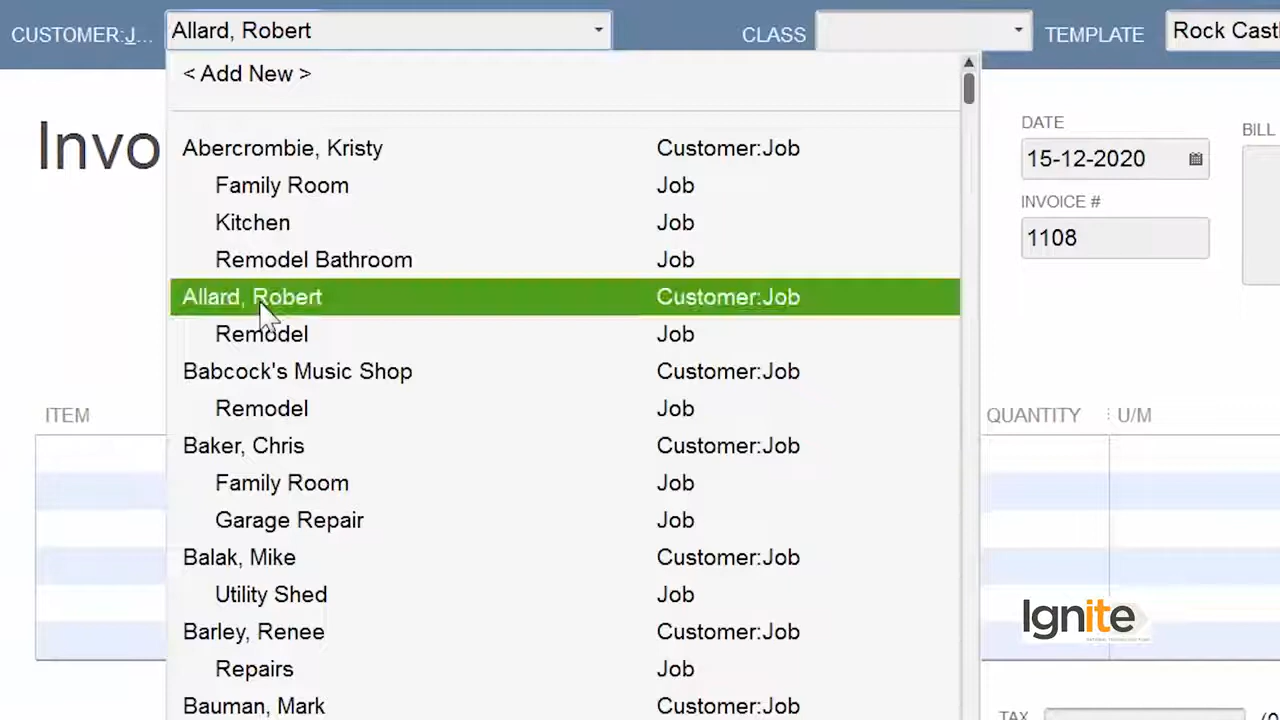 CUSTOMER:J... Allard, Robert CLASS TEMPLATE Rock Castl
< Add New >
Invo
Abercrombie, Kristy Customer:Job
Family Room Job
Kitchen Job
Remodel Bathroom Job
Allard, Robert Customer:Job
Remodel Job
Babcock's Music Shop Customer:Job
Remodel Job
Baker, Chris Customer:Job
Family Room Job
Garage Repair Job
Balak, Mike Customer:Job
Utility Shed Job
Barley, Renee Customer:Job
Repairs Job
Bauman, Mark Customer:Job
DATE
15-12-2020
INVOICE #
1108
BILL
ITEM QUANTITY U/M
Ignite
TAX